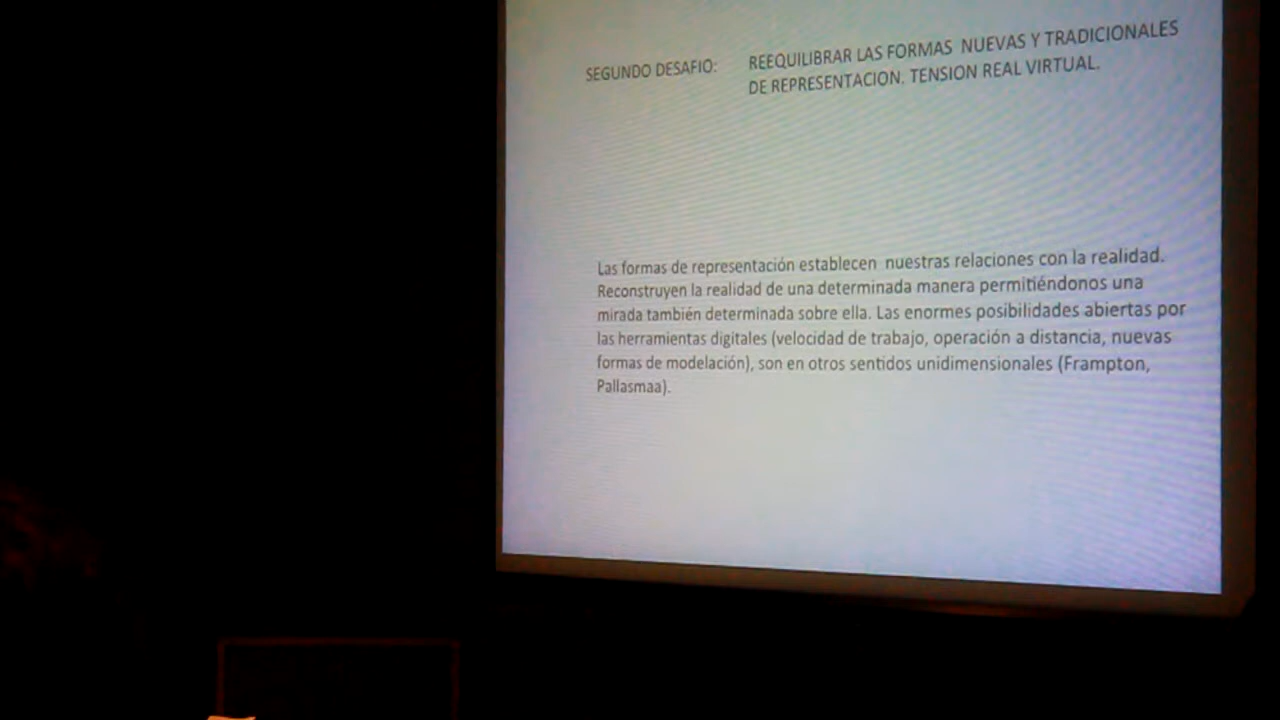 SEGUNDO DESAFIO: REEQUILIBRAR LAS FORMAS NUEVAS Y TRADICIONALES
DE REPRESENTACION. TENSION REAL VIRTUAL.
Las formas de representación establecen nuestras relaciones con la realidad.
Reconstruyen la realidad de una determinada manera permitiéndonos una
mirada también determinada sobre ella. Las enormes posibilidades abiertas por
las herramientas digitales (velocidad de trabajo, operación a distancia, nuevas
formas de modelación), son en otros sentidos unidimensionales (Frampton,
Pallasmaa).